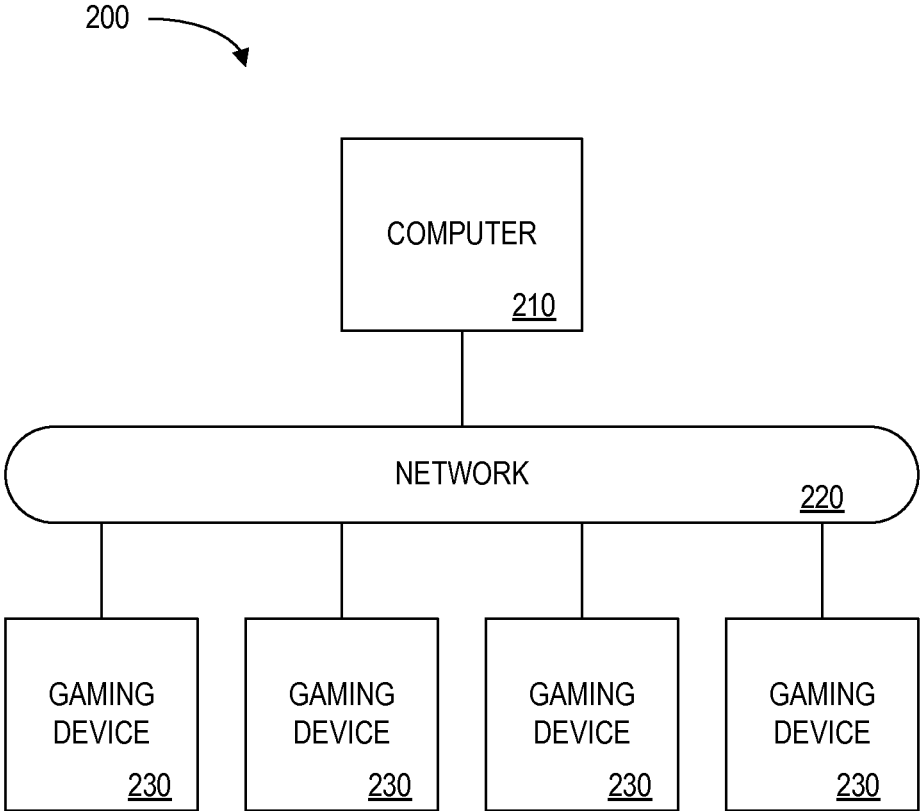 200
COMPUTER
210
NETWORK
220
GAMING
DEVICE
230
GAMING
DEVICE
230
GAMING
DEVICE
230
GAMING
DEVICE
230